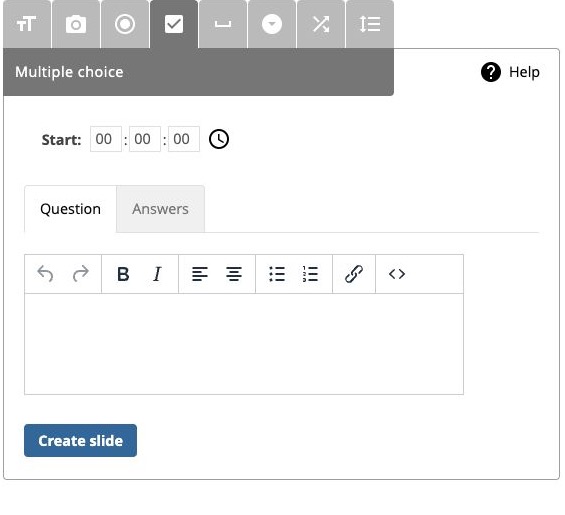 Multiple choice
Help
Start: 00 : 00 : 00
Question Answers
B I
Create slide